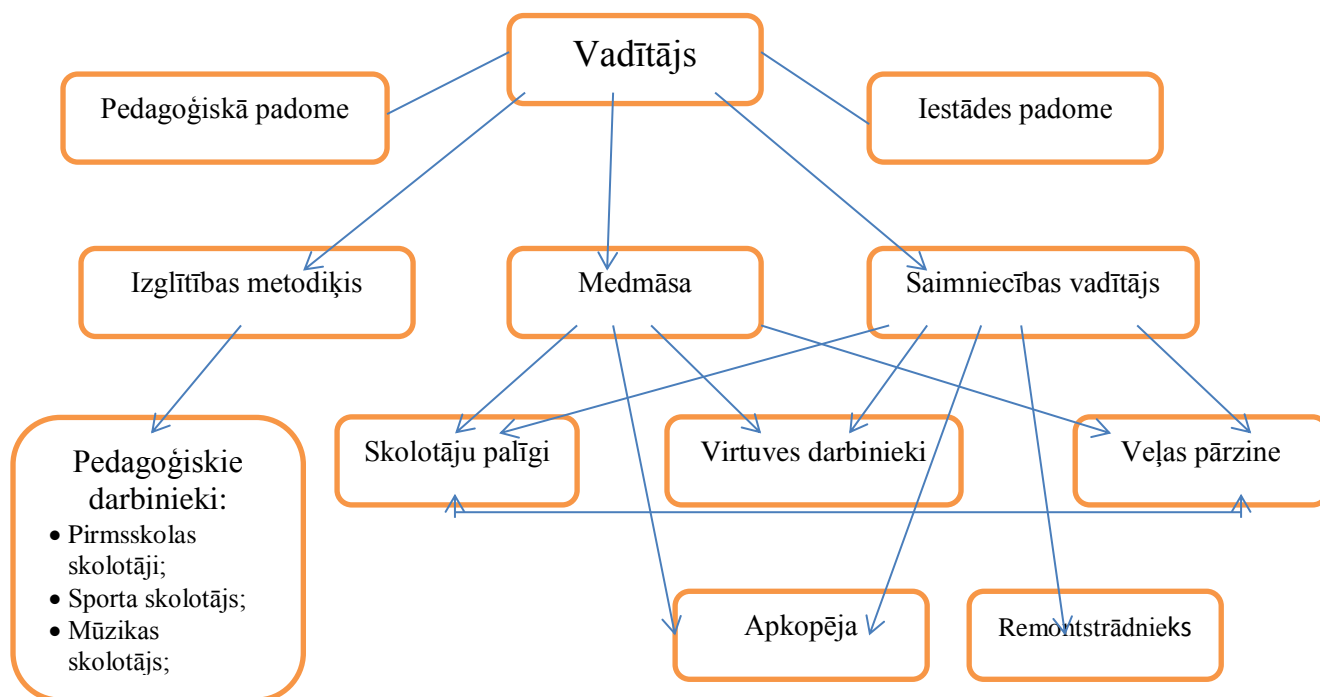 Vadītājs
Pedagoģiskā padome
Iestādes padome
Izglītības metodiķis
Medmāsa
Saimniecības vadītājs
Skolotāju palīgi
Virtuves darbinieki
Veļas pārzine
Pedagoģiskie
darbinieki:
• Pirmsskolas
skolotāji;
• Sporta skolotājs;
• Mūzikas
skolotājs;
Apkopēja
Remontstrādnieks